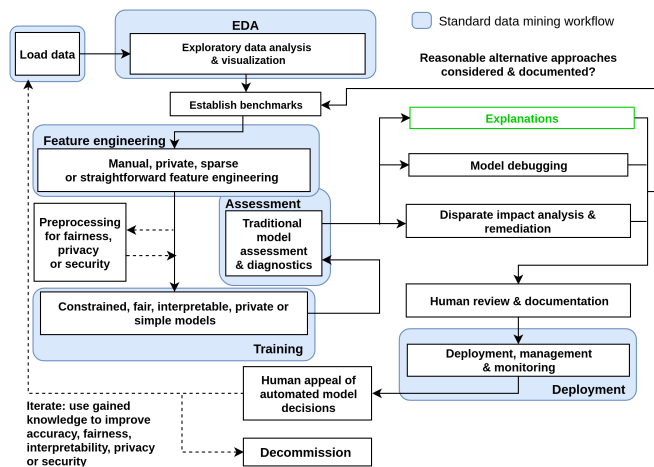 EDA
Standard data mining workflow
Load data
Exploratory data analysis
& visualization
Reasonable alternative approaches
considered & documented?
Establish benchmarks
Explanations
Feature engineering
Manual, private, sparse
or straightforward feature engineering
Model debugging
Assessment
Preprocessing
for fairness,
privacy
or security
Traditional
model
assessment
& diagnostics
Disparate impact analysis &
remediation
Constrained, fair, interpretable, private or
simple models
Training
Human review & documentation
Deployment, management
& monitoring
Deployment
Human appeal of
automated model
decisions
Iterate: use gained
knowledge to improve
accuracy, fairness,
interpretability, privacy
or security
Decommission